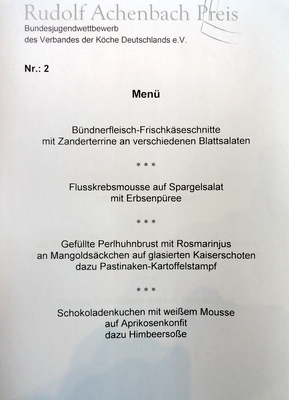 Rudolf Achenbach Preis
Bundesjugendwettbewerb
des Verbandes der Köche Deutschlands e.V.
Nr.: 2
Menü
Bündnerfleisch-Frischkäseschnitte
mit Zanderterrine an verschiedenen Blattsalaten
* * *
Flusskrebsmousse auf Spargelsalat
mit Erbsenpüree
* * *
Gefüllte Perlhuhnbrust mit Rosmarinjus
an Mangoldsäckchen auf glasierten Kaiserschoten
dazu Pastinaken-Kartoffelstampf
* * *
Schokoladenkuchen mit weißem Mousse
auf Aprikosenkonfit
dazu Himbeersoße